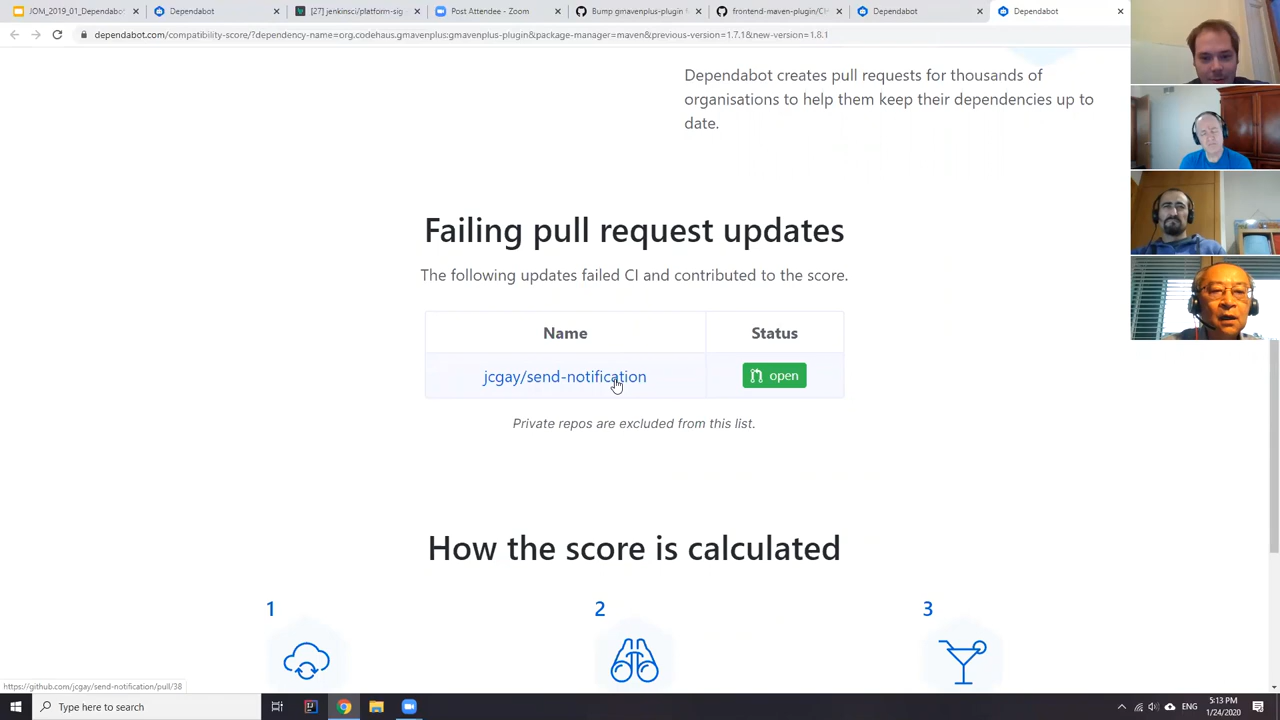 JOM_2019_01_Dependabot
Dependabot
[27] jenkinsci/platform-sig
Post Attendee - Zoom
Bump gmavenplus-plugin f
frontend-maven-plugin/C
Dependabot
Dependabot
dependabot.com/compatibility-score/?dependency-name=org.codehaus.gmavenplus:gmavenplus-plugin&package-manager=maven&previous-version=1.7.1&new-version=1.8.1
Dependabot creates pull requests for thousands of
organisations to help them keep their dependencies up to
date.
Failing pull request updates
The following updates failed CI and contributed to the score.
Name
Status
jcgay/send-notification
open
Private repos are excluded from this list.
How the score is calculated
1
2
3
https://github.com/jcgay/send-notification/pull/38
Type here to search
ENG
5:13 PM
1/24/2020